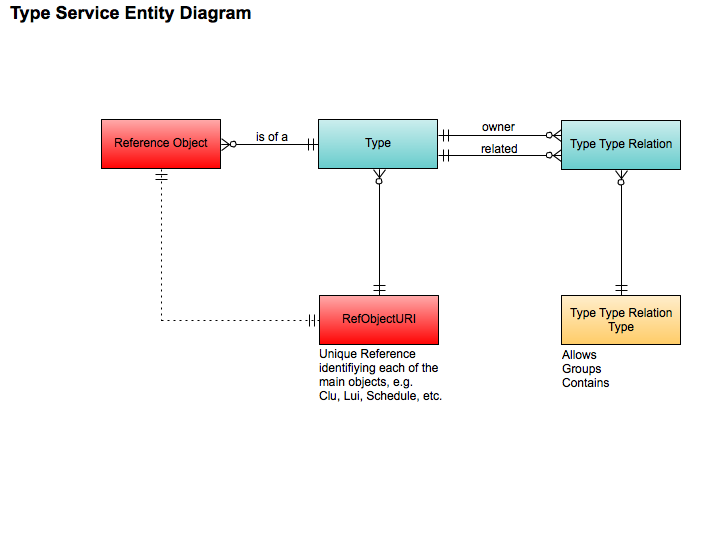 Type Service Entity Diagram
owner
is of a
Reference Object
Type
Type Type Relation
related
RefObjectURI
Type Type Relation
Type
Unique Reference
identifiying each of the
main objects, e.g.
Clu, Lui, Schedule, etc.
Allows
Groups
Contains